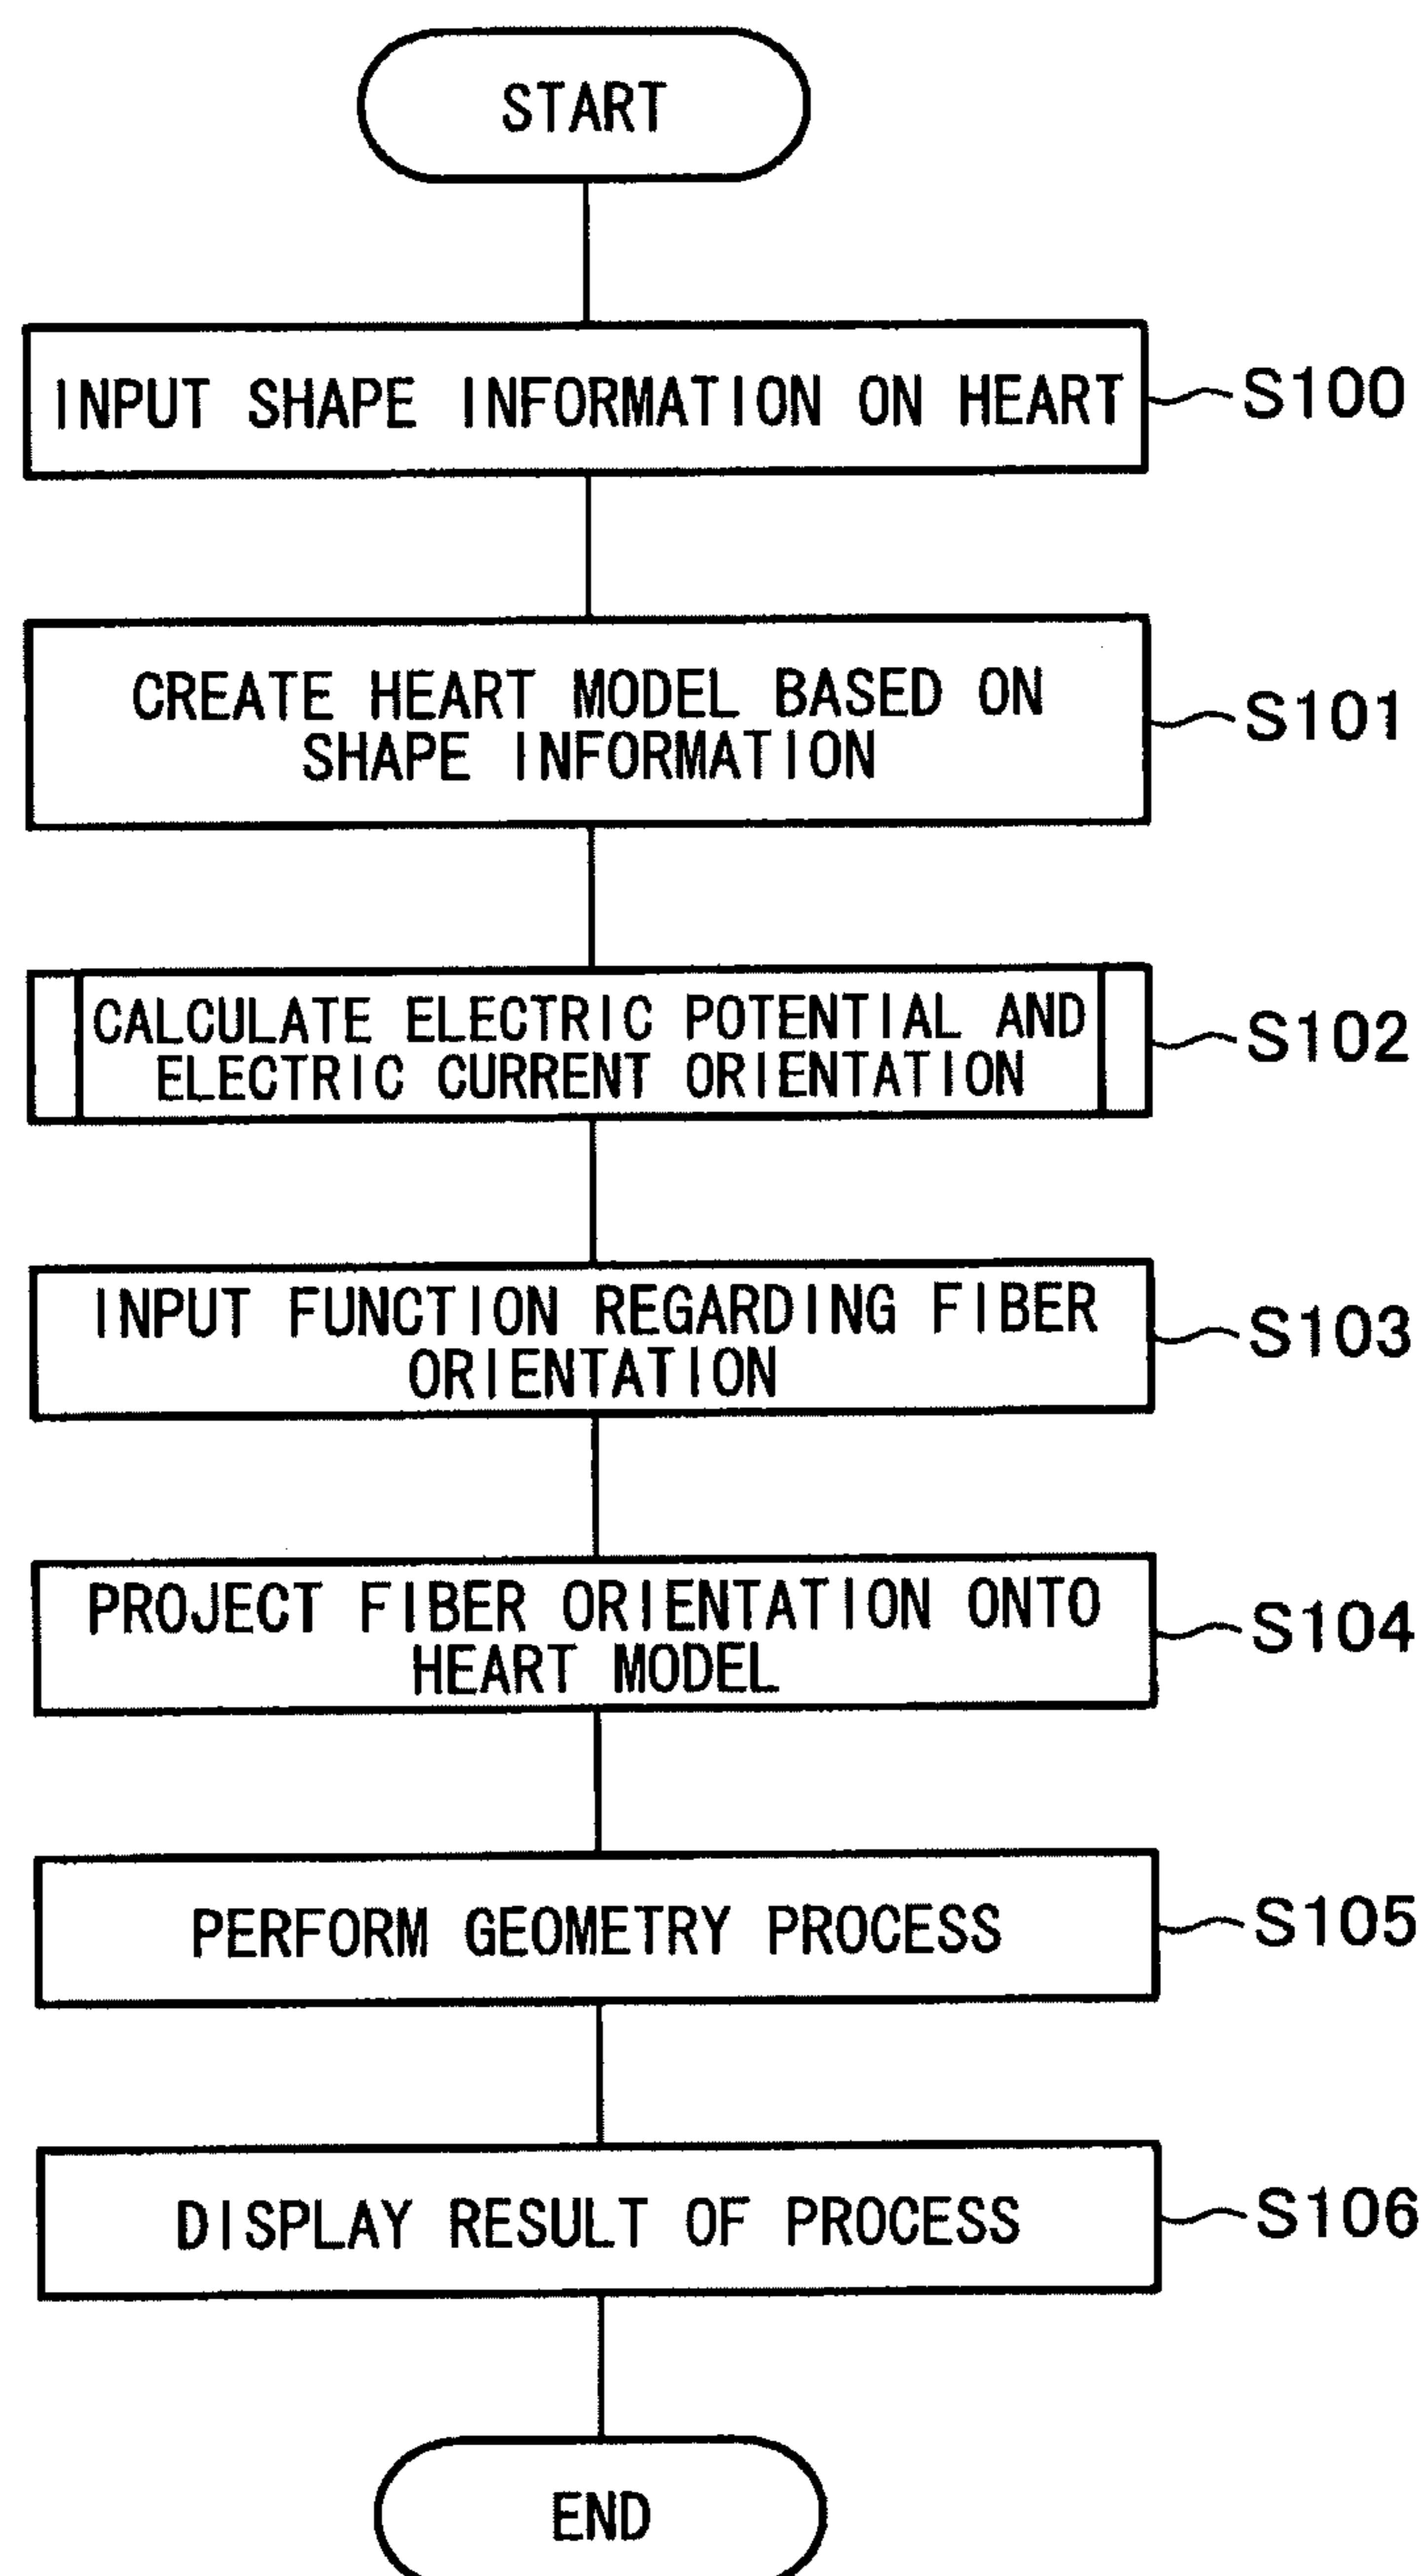 START
INPUT SHAPE INFORMATION ON HEART
S100
CREATE HEART MODEL BASED ON
SHAPE INFORMATION
S101
CALCULATE ELECTRIC POTENTIAL AND
ELECTRIC CURRENT ORIENTATION
S102
INPUT FUNCTION REGARDING FIBER
ORIENTATION
S103
PROJECT FIBER ORIENTATION ONTO
HEART MODEL
S104
PERFORM GEOMETRY PROCESS
S105
DISPLAY RESULT OF PROCESS
S106
END